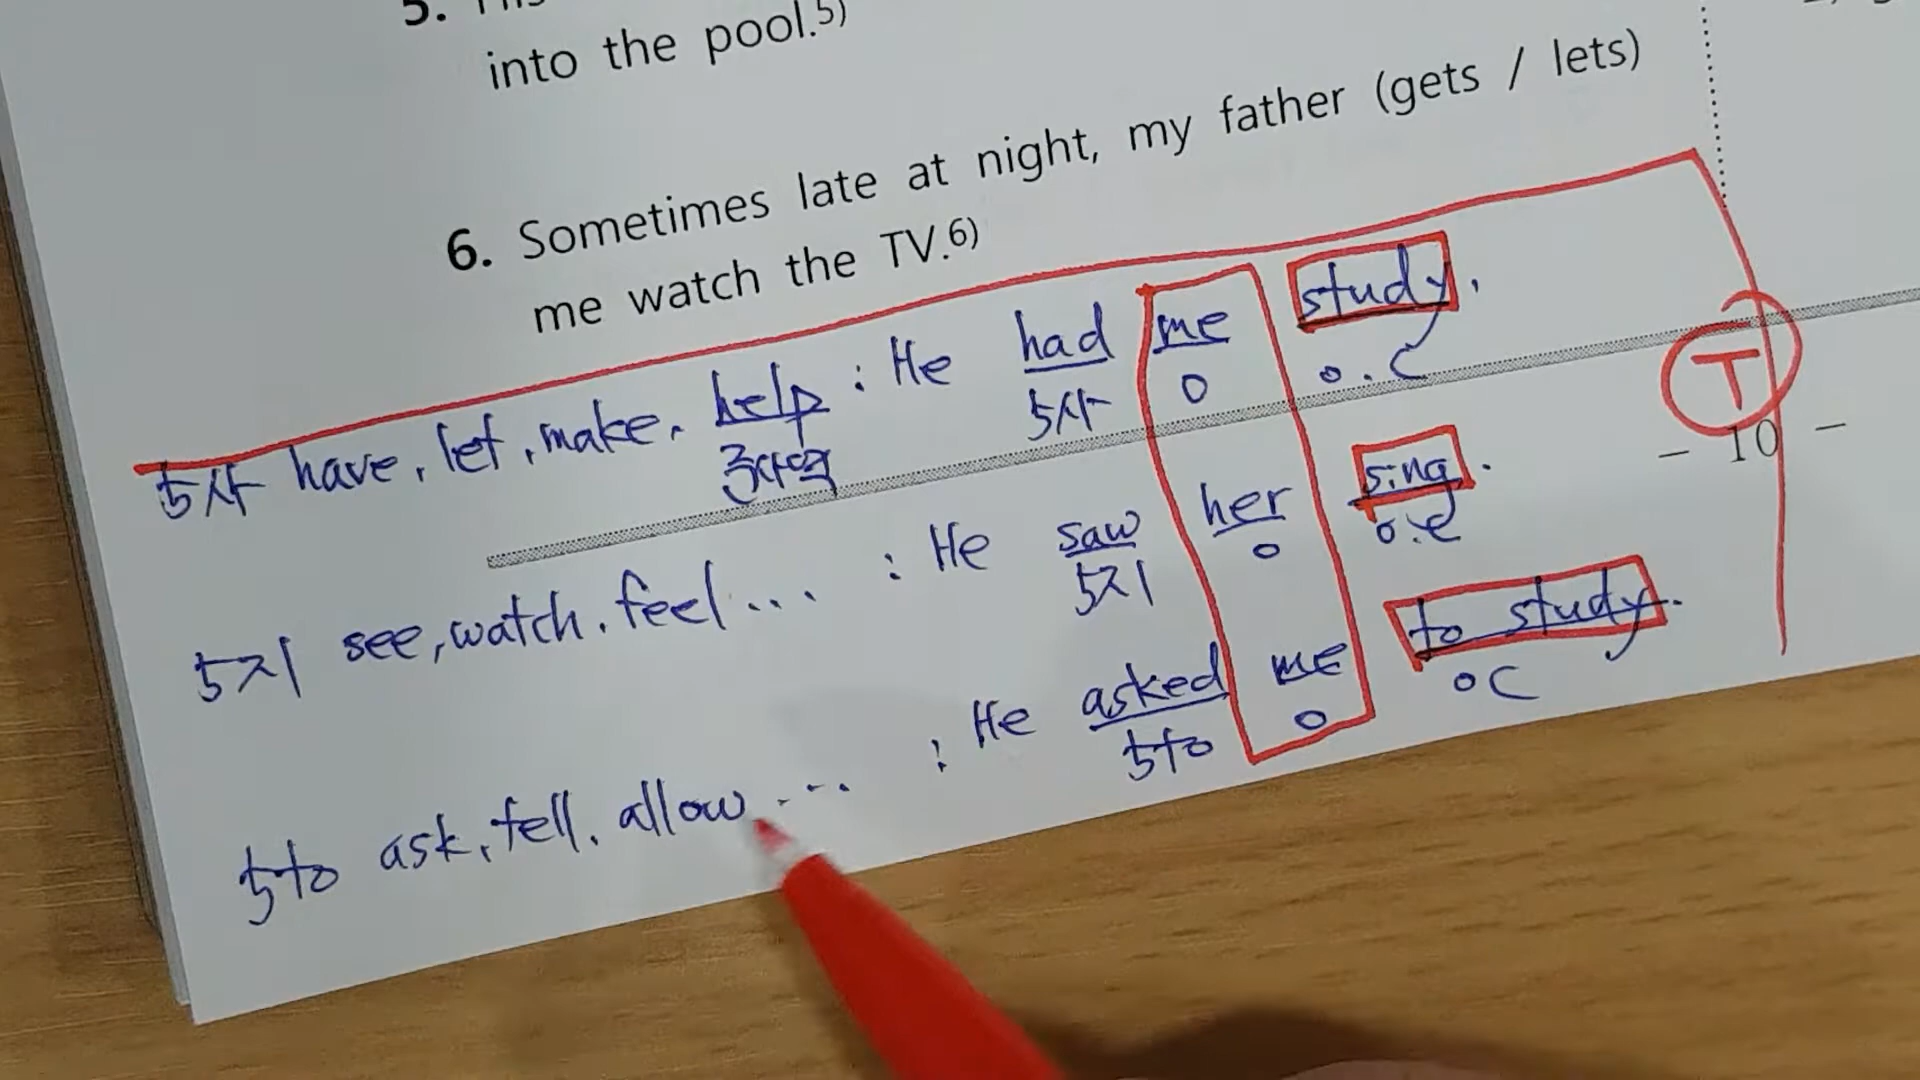 5. His
into the pool.5)
6. Sometimes late at night, my father (gets / lets)
me watch the TV.6)
5사 have, let, make, help : He had me study.
준사역 5사 O O.C
5지 see, watch, feel ... : He saw her sing.
5지 O O.C
5to ask, tell, allow ... : He asked me to study.
5to O OC
T
- 10 -